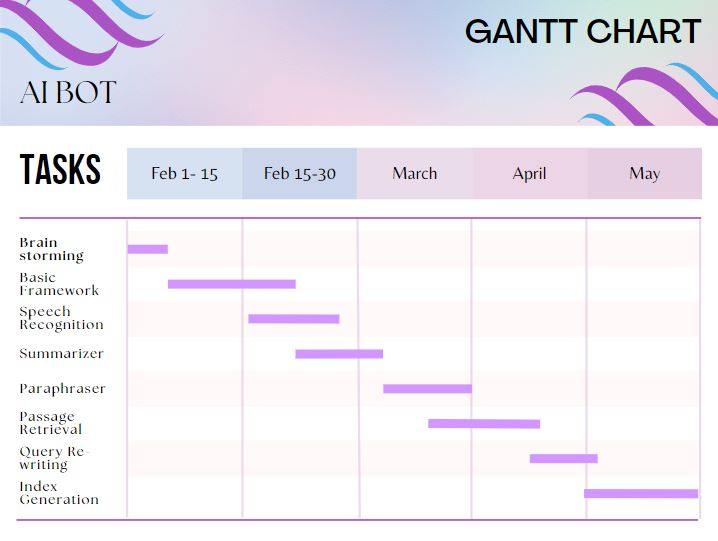 GANTT CHART
AI BOT
TASKS
Feb 1- 15
Feb 15-30
March
April
May
Brain
storming
Basic
Framework
Speech
Recognition
Summarizer
Paraphraser
Passage
Retrieval
Query Re-
writing
Index
Generation